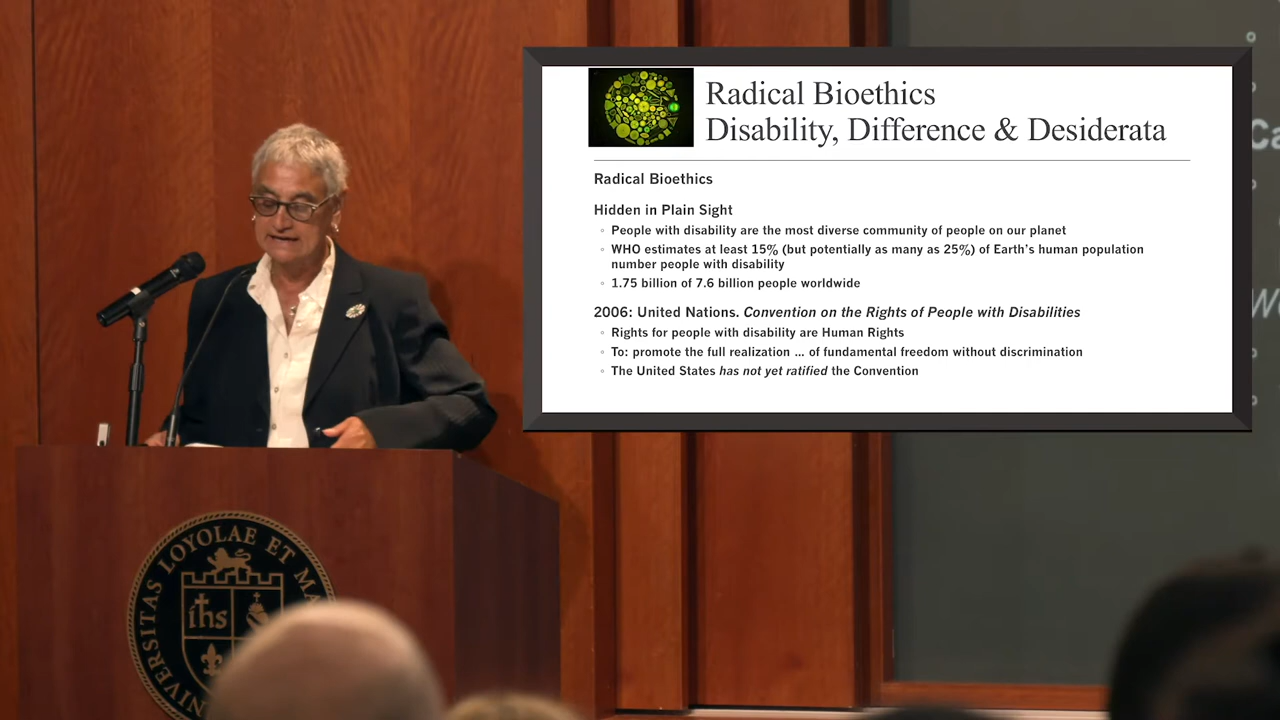 Radical Bioethics
Disability, Difference & Desiderata
Radical Bioethics
Hidden in Plain Sight
◦ People with disability are the most diverse community of people on our planet
◦ WHO estimates at least 15% (but potentially as many as 25%) of Earth's human population
number people with disability
◦ 1.75 billion of 7.6 billion people worldwide
2006: United Nations. Convention on the Rights of People with Disabilities
◦ Rights for people with disability are Human Rights
◦ To: promote the full realization ... of fundamental freedom without discrimination
◦ The United States has not yet ratified the Convention
UNIVERSITAS LOYOLAE ET MA
ihs
Ca
W